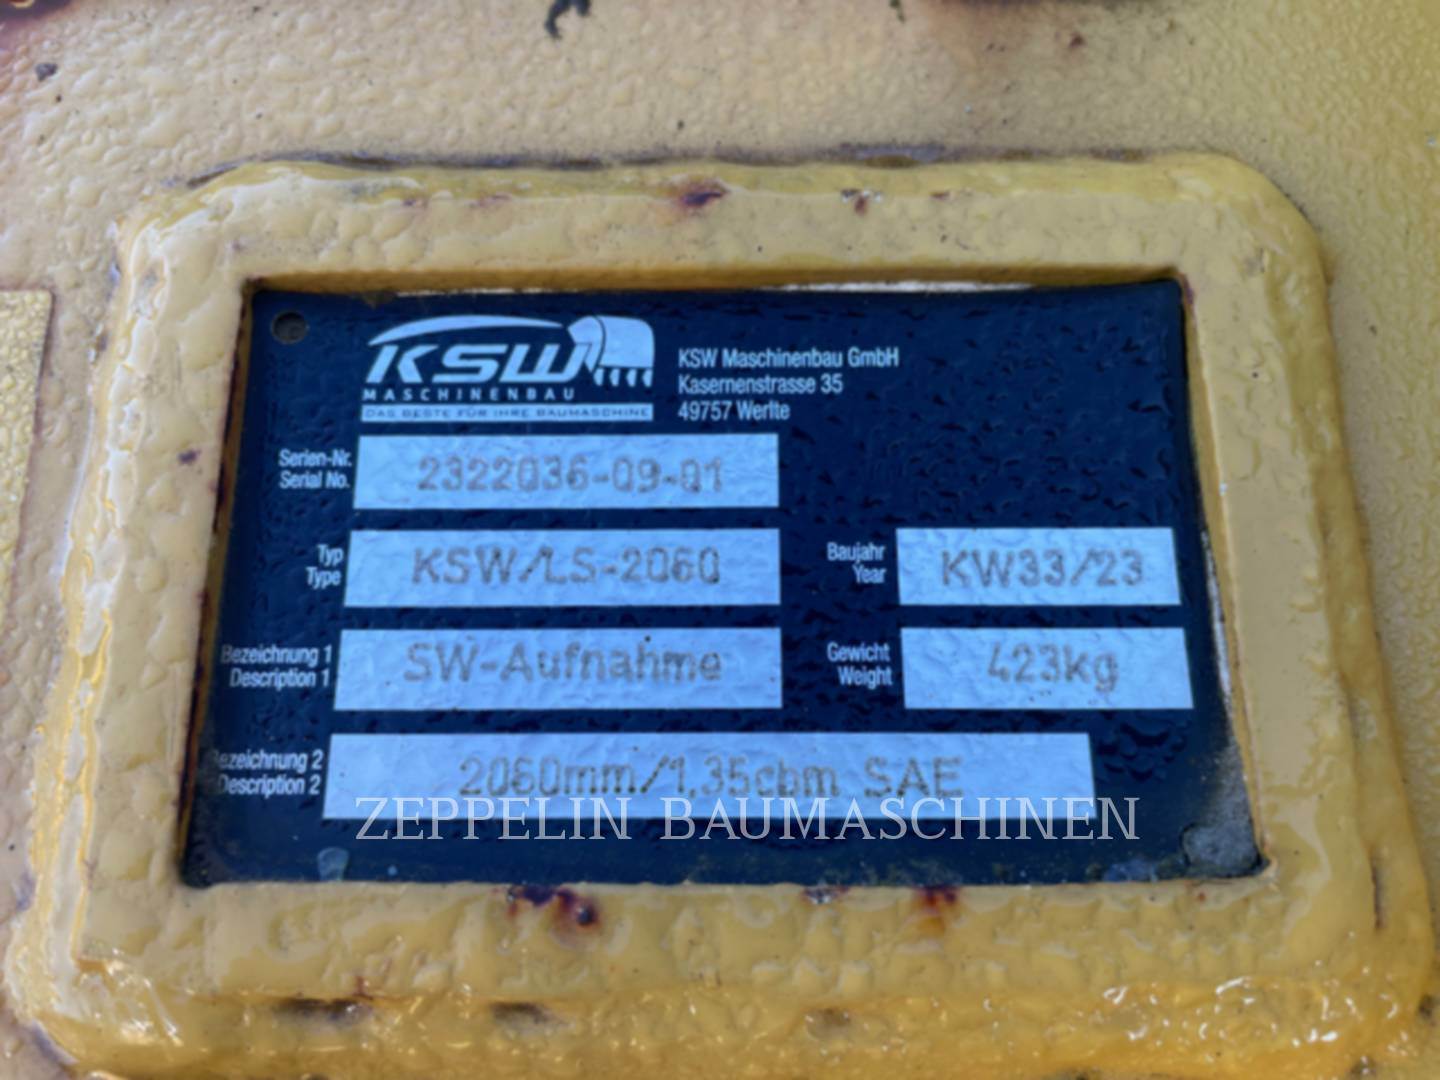 KSW
MASCHINENBAU
DAS BESTE FÜR IHRE BAUMASCHINE
KSW Maschinenbau GmbH
Kasernenstrasse 35
49757 Werlte
Serien-Nr.
Serial No.
2322036-09-01
Typ
Type
KSW/LS-2060
Baujahr
Year
KW33/23
Bezeichnung 1
Description 1
SW-Aufnahme
Gewicht
Weight
423kg
Bezeichnung 2
Description 2
2060mm/1,35cbm SAE
ZEPPELIN BAUMASCHINEN